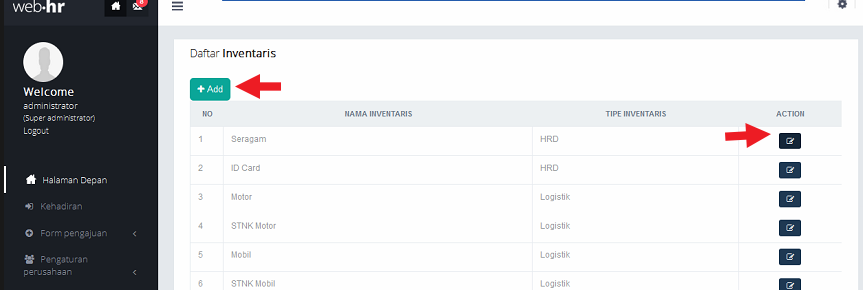 web·hr
8
Welcome
administrator
(Super administrator)
Logout
Halaman Depan
Kehadiran
Form pengajuan
Pengaturan
perusahaan
Daftar Inventaris
+ Add
NO NAMA INVENTARIS TIPE INVENTARIS ACTION
1 Seragam HRD
2 ID Card HRD
3 Motor Logistik
4 STNK Motor Logistik
5 Mobil Logistik
6 STNK Mobil Logistik